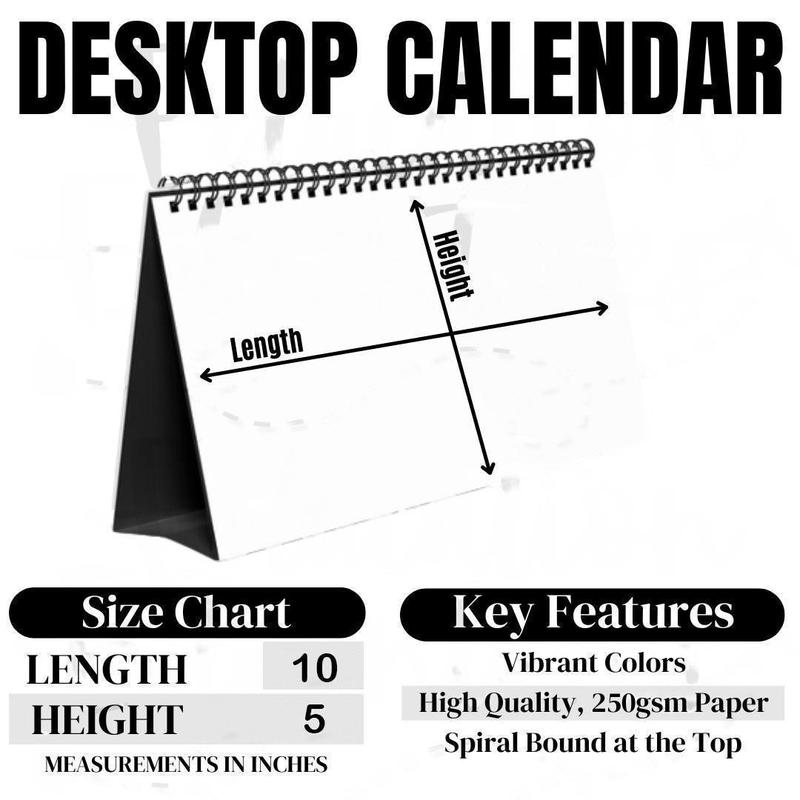 DESKTOP CALENDAR
Height
Length
Size Chart
LENGTH 10
HEIGHT 5
MEASUREMENTS IN INCHES
Key Features
Vibrant Colors
High Quality, 250gsm Paper
Spiral Bound at the Top